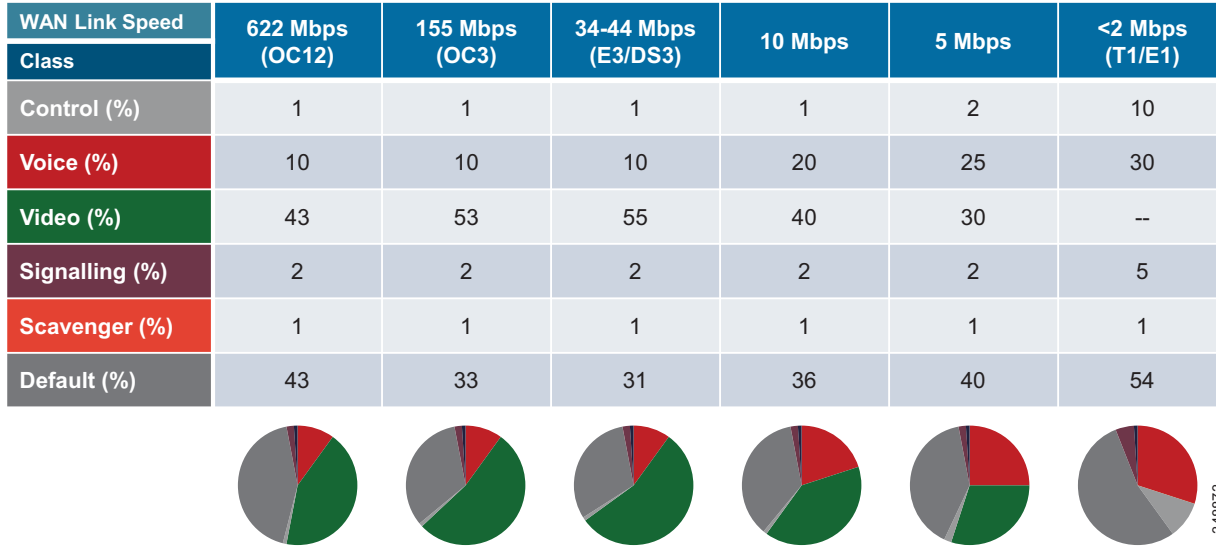 WAN Link Speed
Class
622 Mbps
(OC12)
155 Mbps
(OC3)
34-44 Mbps
(E3/DS3)
10 Mbps
5 Mbps
<2 Mbps
(T1/E1)
Control (%) 1 1 1 1 2 10
Voice (%) 10 10 10 20 25 30
Video (%) 43 53 55 40 30 --
Signalling (%) 2 2 2 2 2 5
Scavenger (%) 1 1 1 1 1 1
Default (%) 43 33 31 36 40 54